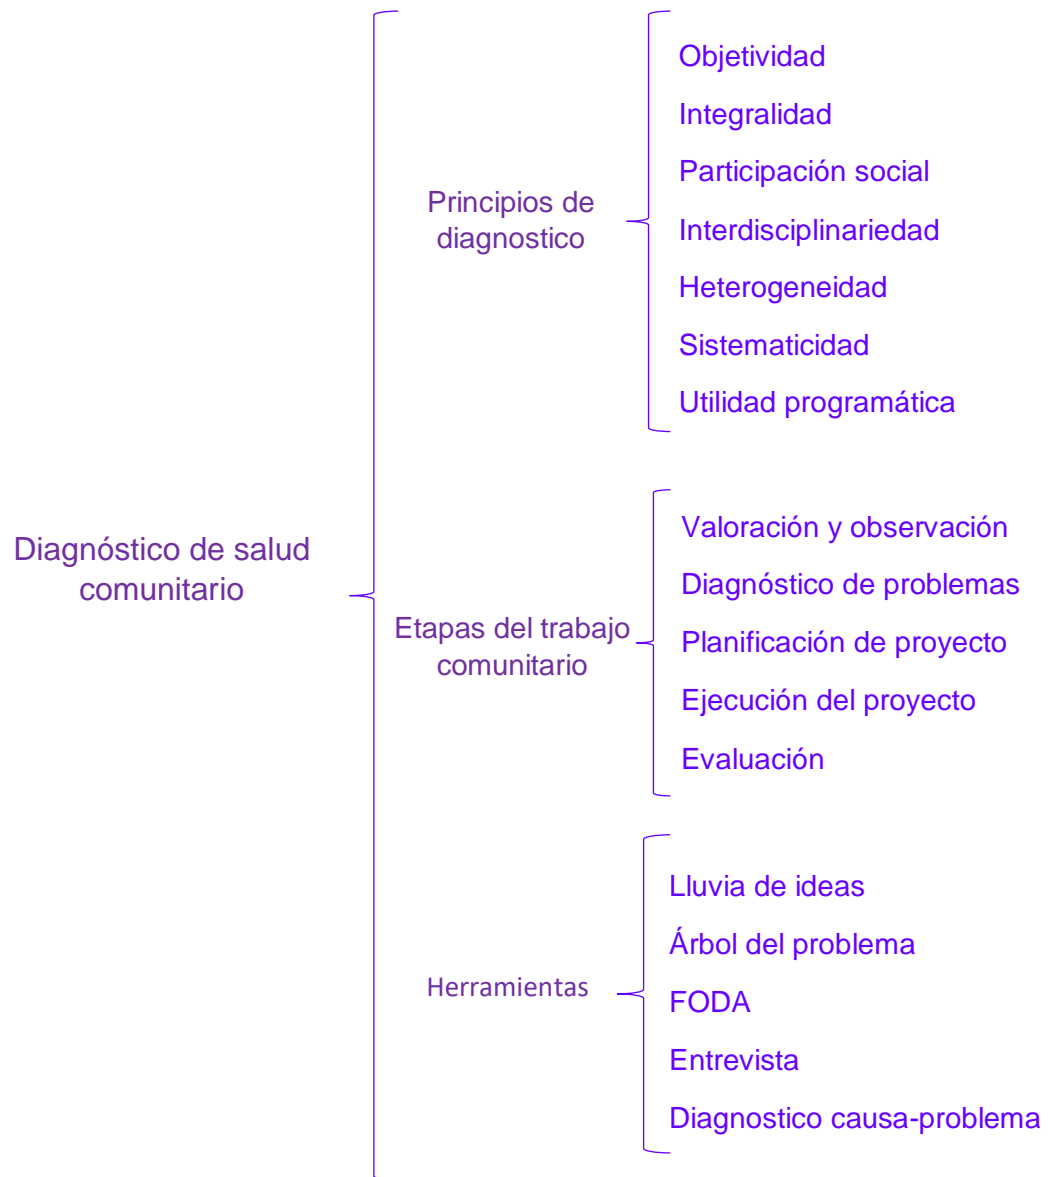 Diagnóstico de salud
comunitario
Principios de
diagnostico
Objetividad
Integralidad
Participación social
Interdisciplinariedad
Heterogeneidad
Sistematicidad
Utilidad programática
Etapas del trabajo
comunitario
Valoración y observación
Diagnóstico de problemas
Planificación de proyecto
Ejecución del proyecto
Evaluación
Herramientas
Lluvia de ideas
Árbol del problema
FODA
Entrevista
Diagnostico causa-problema